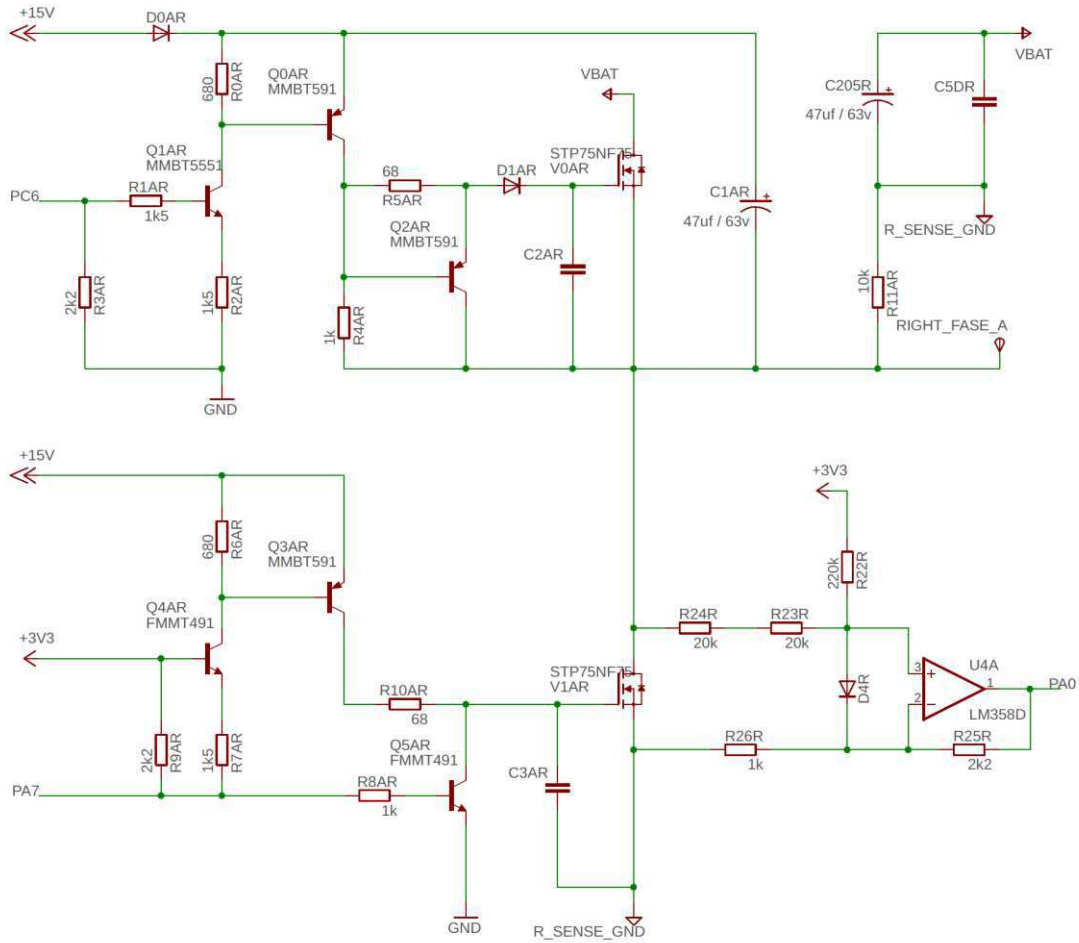 +15V
D0AR
680
R0AR
Q0AR
MMBT591
VBAT
C205R
47uf / 63v
C5DR
VBAT
Q1AR
MMBT5551
PC6
R1AR
1k5
68
R5AR
D1AR
STP75NF75
V0AR
C1AR
47uf / 63v
Q2AR
MMBT591
C2AR
R_SENSE_GND
2k2
R3AR
1k5
R2AR
1k
R4AR
10k
R11AR
RIGHT_FASE_A
GND
+15V
+3V3
680
R6AR
Q3AR
MMBT591
220k
R22R
Q4AR
FMMT491
+3V3
R24R
20k
R23R
20k
STP75NF75
V1AR
D4R
3
2
1
U4A
LM358D
PA0
R10AR
68
2k2
R9AR
1k5
R7AR
Q5AR
FMMT491
R26R
1k
R25R
2k2
C3AR
PA7
R8AR
1k
GND
R_SENSE_GND